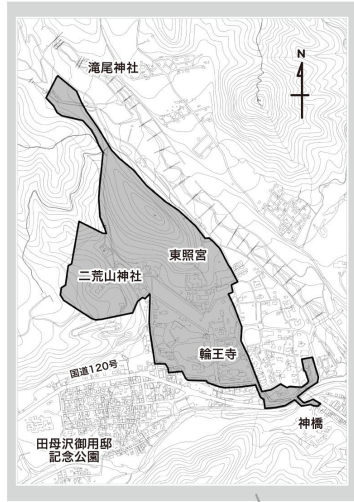 滝尾神社
N
東照宮
二荒山神社
輪王寺
国道120号
神橋
田母沢御用邸
記念公園